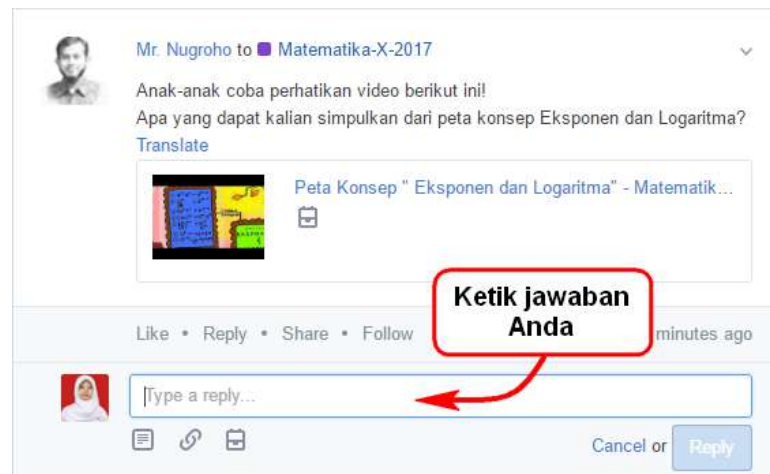 Mr. Nugroho to Matematika-X-2017
Anak-anak coba perhatikan video berikut ini!
Apa yang dapat kalian simpulkan dari peta konsep Eksponen dan Logaritma?
Translate
Peta Konsep " Eksponen dan Logaritma" - Matematik...
Ketik jawaban
Anda
Like • Reply • Share • Follow
minutes ago
Type a reply...
Cancel or Reply